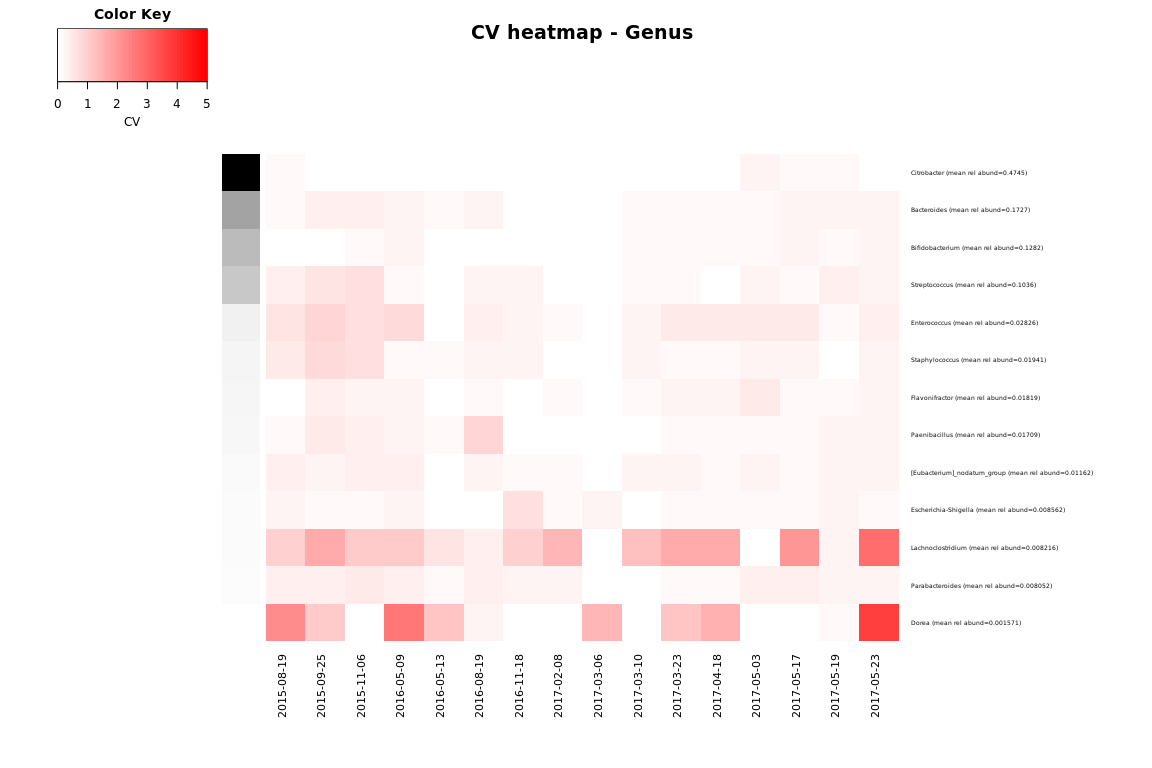 Color Key
CV heatmap - Genus
0 1 2 3 4 5
CV
Citrobacter (mean rel abund=0.4745)
Bacteroides (mean rel abund=0.1727)
Bifidobacterium (mean rel abund=0.1282)
Streptococcus (mean rel abund=0.1036)
Enterococcus (mean rel abund=0.02826)
Staphylococcus (mean rel abund=0.01941)
Flavonifractor (mean rel abund=0.01819)
Paenibacillus (mean rel abund=0.01709)
[Eubacterium]_nodatum_group (mean rel abund=0.01162)
Escherichia-Shigella (mean rel abund=0.008562)
Lachnoclostridium (mean rel abund=0.008216)
Parabacteroides (mean rel abund=0.008052)
Dorea (mean rel abund=0.001571)
2015-08-19
2015-09-25
2015-11-06
2016-05-09
2016-05-13
2016-08-19
2016-11-18
2017-02-08
2017-03-06
2017-03-10
2017-03-23
2017-04-18
2017-05-03
2017-05-17
2017-05-19
2017-05-23